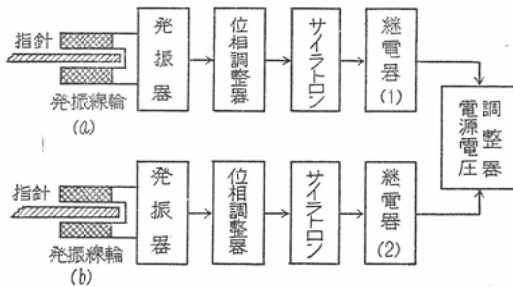 指針
発振線輪
(a)
発振器
位相調整器
サイラトロン
継電器
(1)
電源電圧
調整器
指針
発振線輪
(b)
発振器
位相調整器
サイラトロン
継電器
(2)